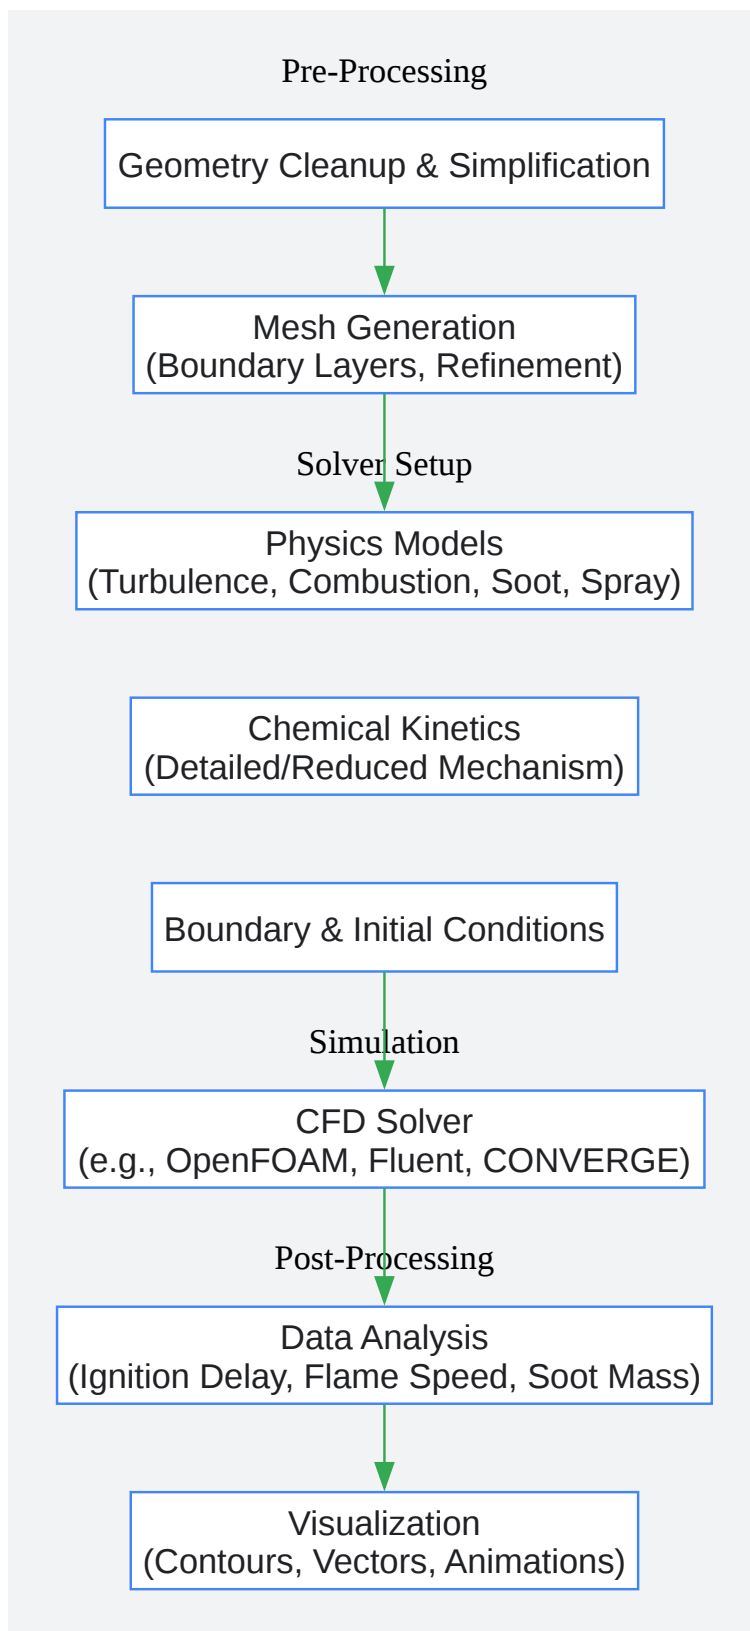 Pre-Processing
Geometry Cleanup & Simplification
Mesh Generation
(Boundary Layers, Refinement)
Solver Setup
Physics Models
(Turbulence, Combustion, Soot, Spray)
Chemical Kinetics
(Detailed/Reduced Mechanism)
Boundary & Initial Conditions
Simulation
CFD Solver
(e.g., OpenFOAM, Fluent, CONVERGE)
Post-Processing
Data Analysis
(Ignition Delay, Flame Speed, Soot Mass)
Visualization
(Contours, Vectors, Animations)